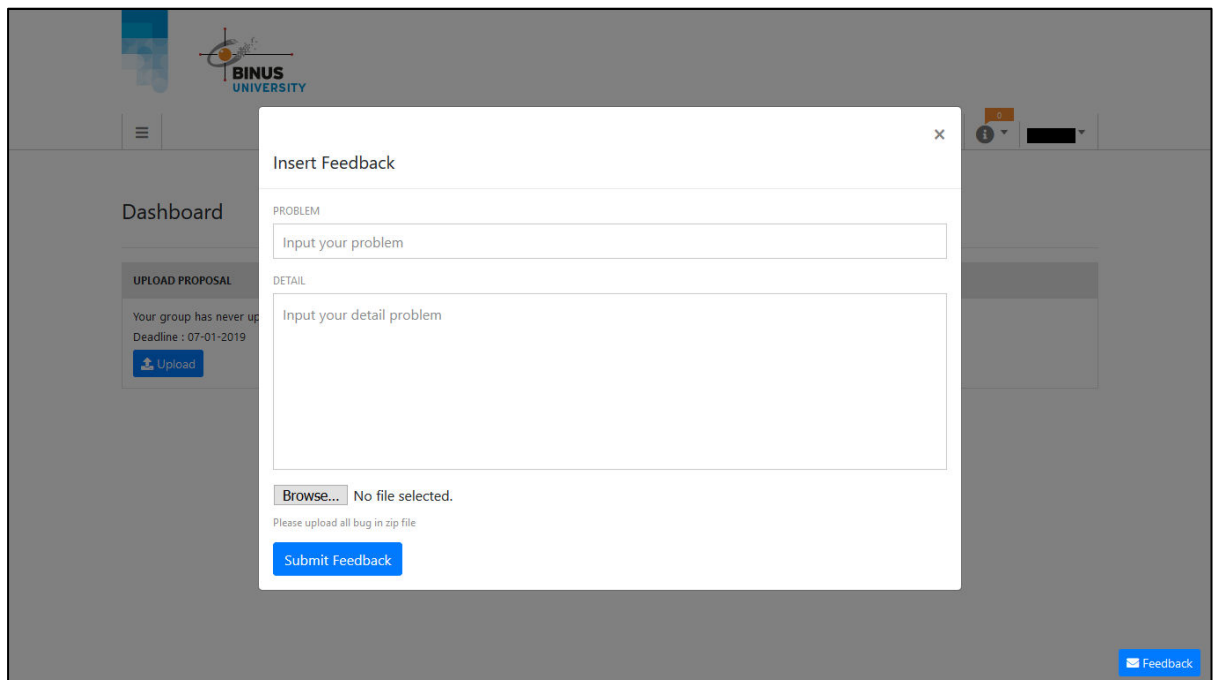 BINUS
UNIVERSITY
0
×
Insert Feedback
Dashboard
PROBLEM
Input your problem
UPLOAD PROPOSAL
DETAIL
Your group has never up
Deadline : 07-01-2019
Upload
Input your detail problem
Browse... No file selected.
Please upload all bug in zip file
Submit Feedback
Feedback